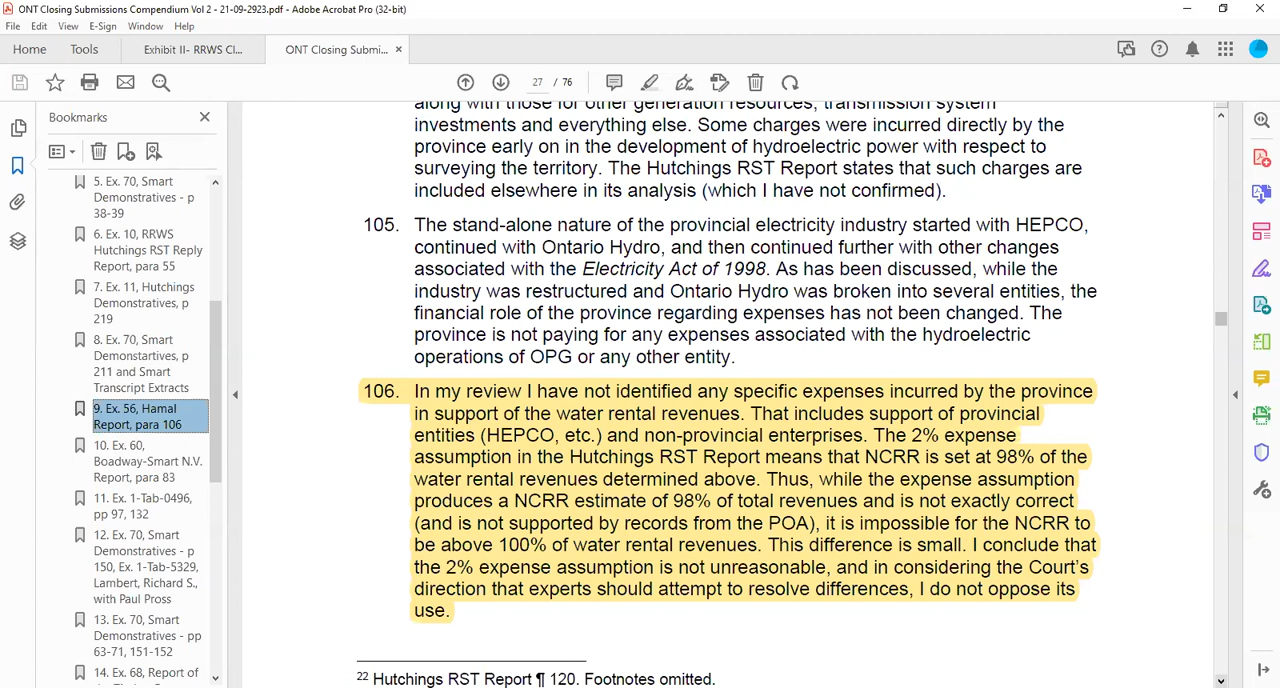 ONT Closing Submissions Compendium Vol 2 - 21-09-2923.pdf - Adobe Acrobat Pro (32-bit)
File Edit View E-Sign Window Help
Home Tools Exhibit II- RRWS Cl... ONT Closing Submi... ×
27 / 76
Bookmarks
5. Ex. 70, Smart
Demonstratives - p
38-39
6. Ex. 10, RRWS
Hutchings RST Reply
Report, para 55
7. Ex. 11, Hutchings
Demonstratives, p
219
8. Ex. 70, Smart
Demonstartives, p
211 and Smart
Transcript Extracts
9. Ex. 56, Hamal
Report, para 106
10. Ex. 60,
Boadway-Smart N.V.
Report, para 83
11. Ex. 1-Tab-0496,
pp 97, 132
12. Ex. 70, Smart
Demonstratives - p
150, Ex. 1-Tab-5329,
Lambert, Richard S.,
with Paul Pross
13. Ex. 70, Smart
Demonstratives - pp
63-71, 151-152
14. Ex. 68, Report of
along with those for other generation resources, transmission system
investments and everything else. Some charges were incurred directly by the
province early on in the development of hydroelectric power with respect to
surveying the territory. The Hutchings RST Report states that such charges are
included elsewhere in its analysis (which I have not confirmed).
105. The stand-alone nature of the provincial electricity industry started with HEPCO,
continued with Ontario Hydro, and then continued further with other changes
associated with the Electricity Act of 1998. As has been discussed, while the
industry was restructured and Ontario Hydro was broken into several entities, the
financial role of the province regarding expenses has not been changed. The
province is not paying for any expenses associated with the hydroelectric
operations of OPG or any other entity.
106. In my review I have not identified any specific expenses incurred by the province
in support of the water rental revenues. That includes support of provincial
entities (HEPCO, etc.) and non-provincial enterprises. The 2% expense
assumption in the Hutchings RST Report means that NCRR is set at 98% of the
water rental revenues determined above. Thus, while the expense assumption
produces a NCRR estimate of 98% of total revenues and is not exactly correct
(and is not supported by records from the POA), it is impossible for the NCRR to
be above 100% of water rental revenues. This difference is small. I conclude that
the 2% expense assumption is not unreasonable, and in considering the Court's
direction that experts should attempt to resolve differences, I do not oppose its
use.
22 Hutchings RST Report ¶ 120. Footnotes omitted.